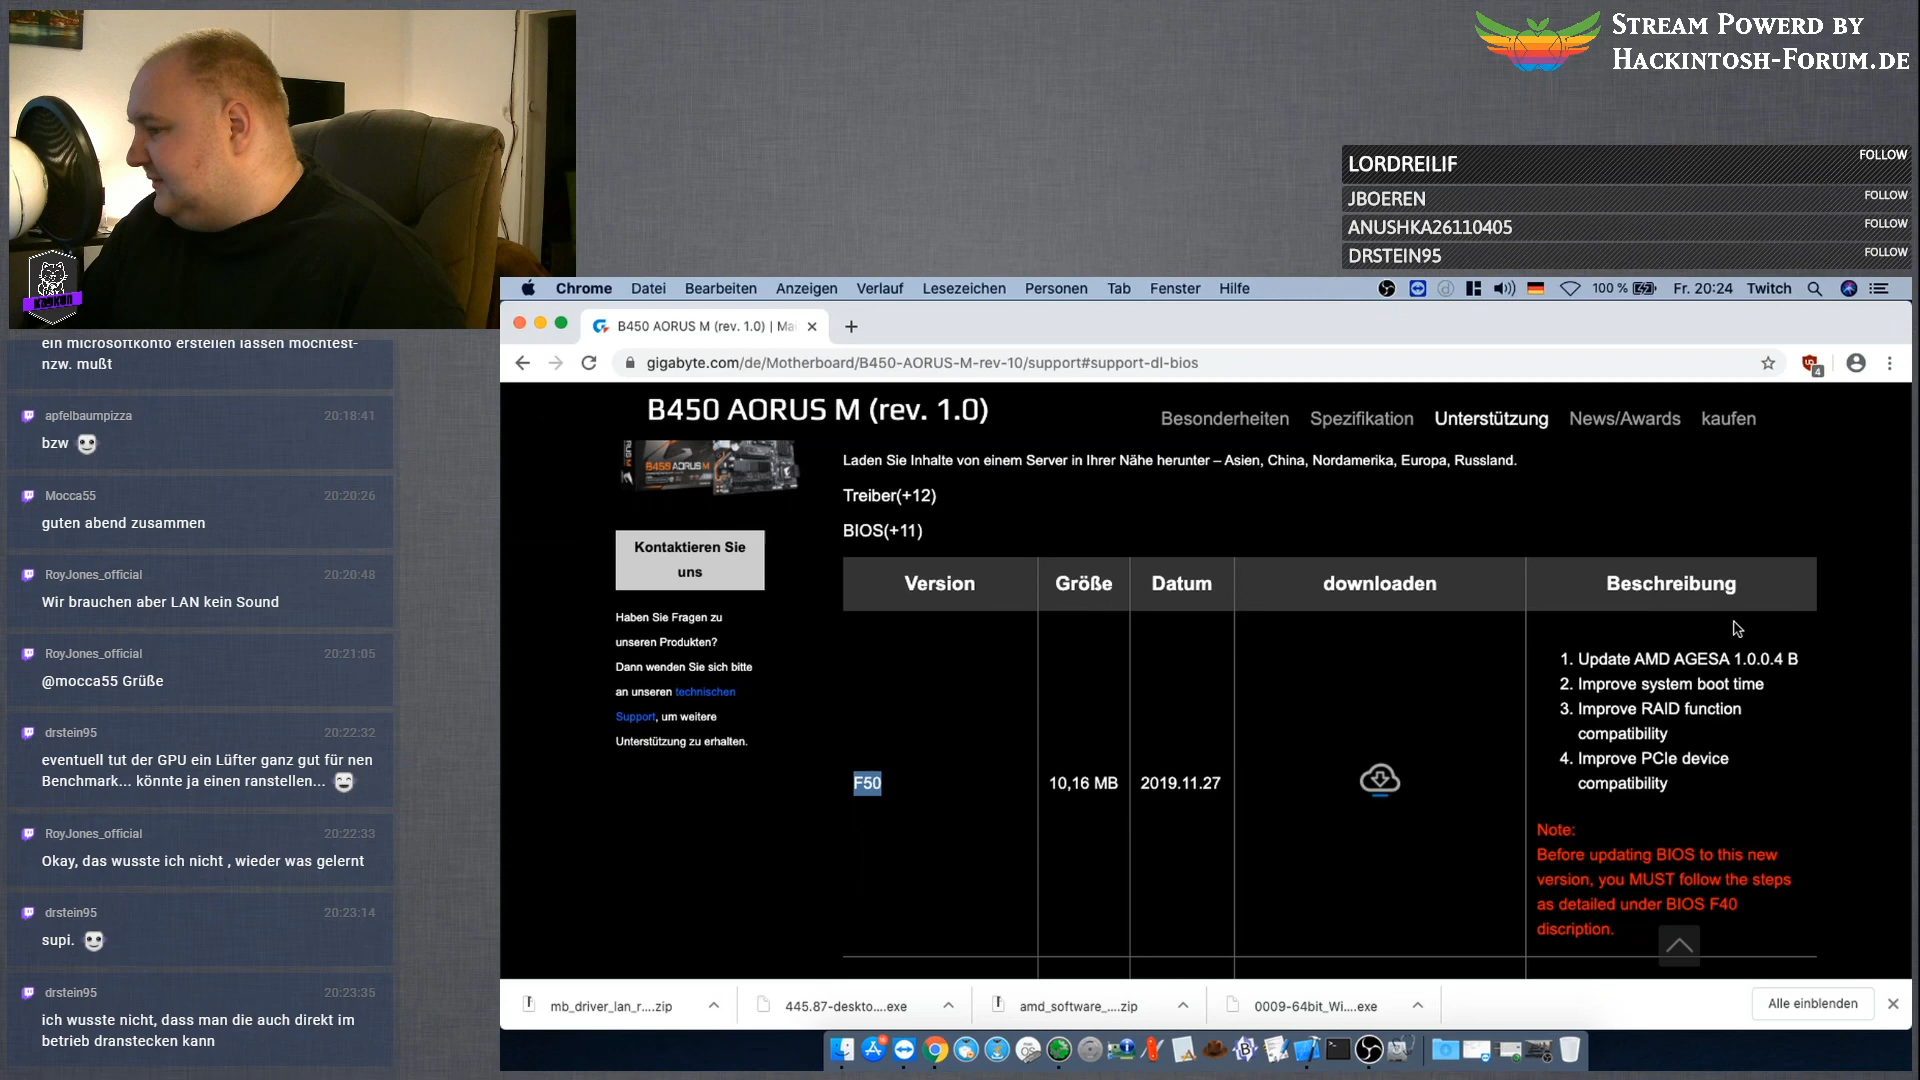 STREAM POWERD BY
HACKINTOSH-FORUM.DE
LORDREILIF FOLLOW
JBOEREN FOLLOW
ANUSHKA26110405 FOLLOW
DRSTEIN95 FOLLOW
ein microsoftkonto erstellen lassen möchtest-
nzw. mußt
apfelbaumpizza 20:18:41
bzw
Mocca55 20:20:26
guten abend zusammen
RoyJones_official 20:20:48
Wir brauchen aber LAN kein Sound
RoyJones_official 20:21:05
@mocca55 Grüße
drstein95 20:22:32
eventuell tut der GPU ein Lüfter ganz gut für nen
Benchmark... könnte ja einen ranstellen...
RoyJones_official 20:22:33
Okay, das wusste ich nicht , wieder was gelernt
drstein95 20:23:14
supi.
drstein95 20:23:35
ich wusste nicht, dass man die auch direkt im
betrieb dranstecken kann
Chrome Datei Bearbeiten Anzeigen Verlauf Lesezeichen Personen Tab Fenster Hilfe 100 % Fr. 20:24 Twitch
B450 AORUS M (rev. 1.0) | Ma
gigabyte.com/de/Motherboard/B450-AORUS-M-rev-10/support#support-dl-bios
4
B450 AORUS M (rev. 1.0)
Besonderheiten Spezifikation Unterstützung News/Awards kaufen
B450 AORUS M
Kontaktieren Sie
uns
Haben Sie Fragen zu
unseren Produkten?
Dann wenden Sie sich bitte
an unseren technischen
Support, um weitere
Unterstützung zu erhalten.
Laden Sie Inhalte von einem Server in Ihrer Nähe herunter – Asien, China, Nordamerika, Europa, Russland.
Treiber(+12)
BIOS(+11)
Version Größe Datum downloaden Beschreibung
F50 10,16 MB 2019.11.27
1. Update AMD AGESA 1.0.0.4 B
2. Improve system boot time
3. Improve RAID function
compatibility
4. Improve PCIe device
compatibility
Note:
Before updating BIOS to this new
version, you MUST follow the steps
as detailed under BIOS F40
discription.
mb_driver_lan_r....zip 445.87-deskto....exe amd_software_....zip 0009-64bit_Wi....exe Alle einblenden